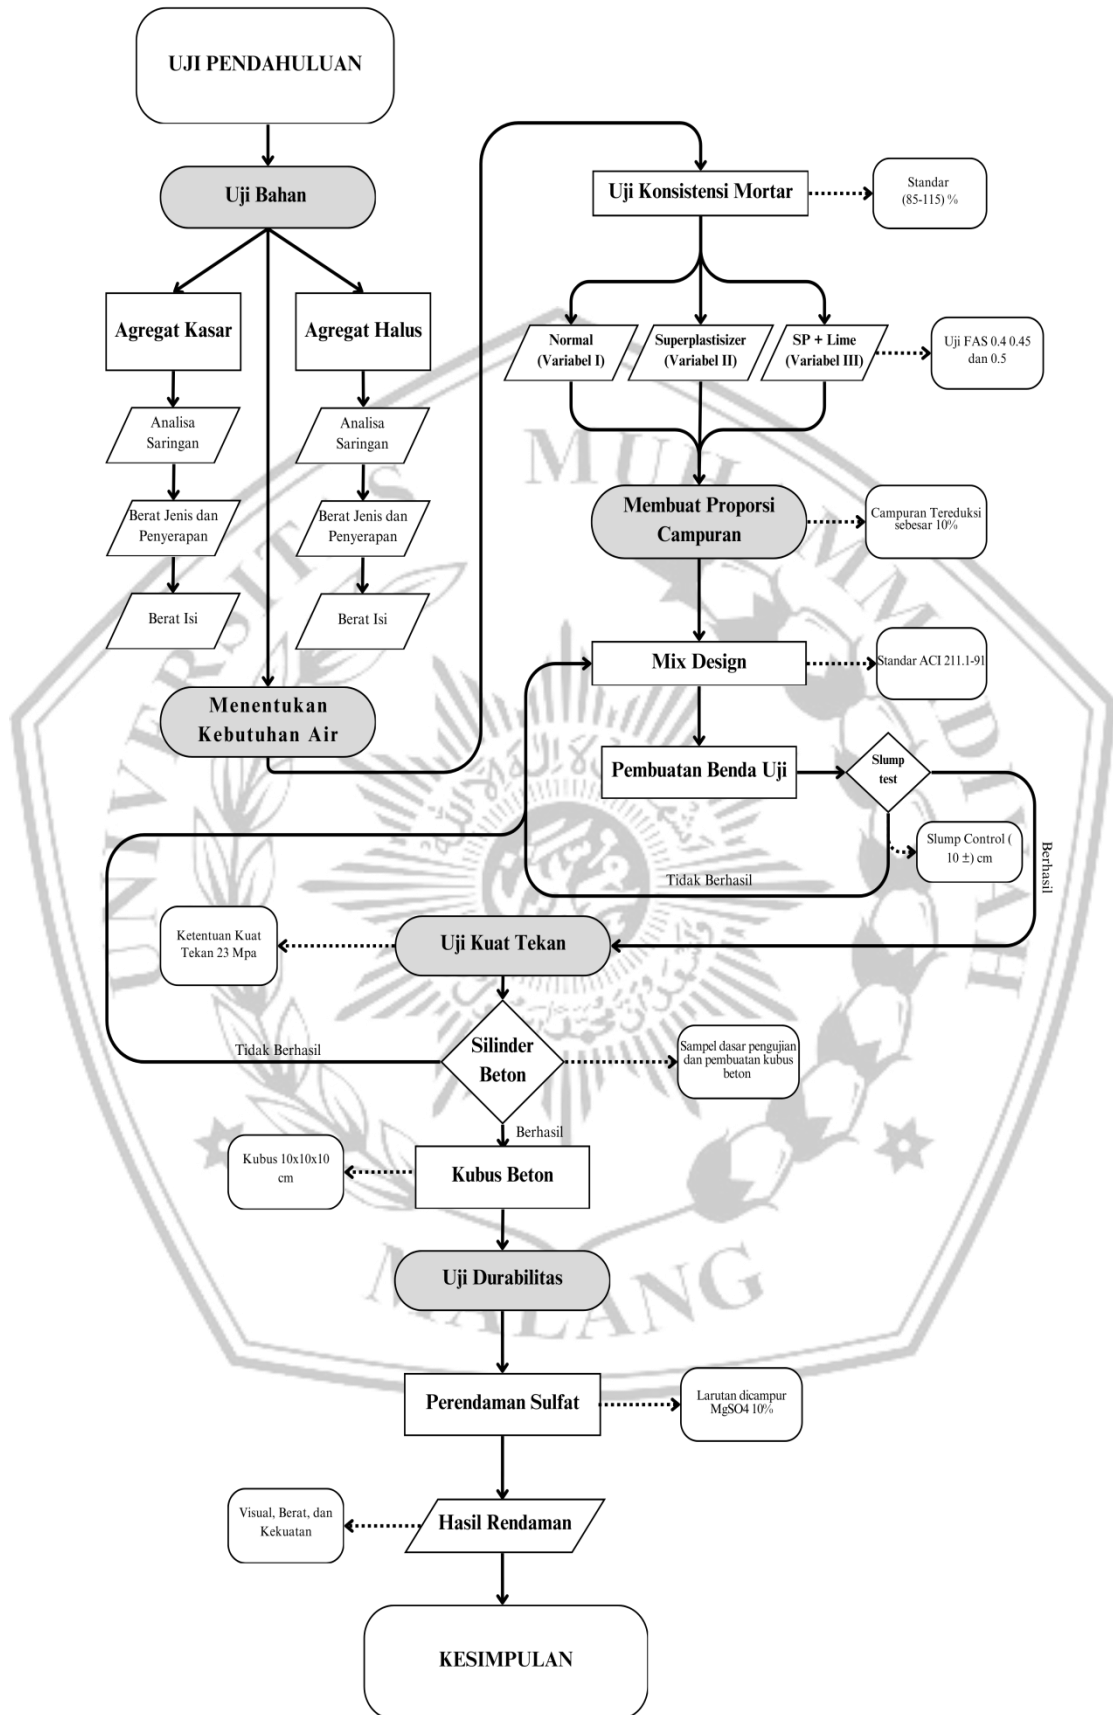 UJI PENDAHULUAN
Uji Bahan
Agregat Kasar
Agregat Halus
Analisa
Saringan
Analisa
Saringan
Berat Jenis dan
Penyerapan
Berat Jenis dan
Penyerapan
Berat Isi
Berat Isi
Menentukan
Kebutuhan Air
Uji Konsistensi Mortar
Standar
(85-115) %
Normal
(Variabel I)
Superplastisizer
(Variabel II)
SP + Lime
(Variabel III)
Uji FAS 0.4 0.45
dan 0.5
Membuat Proporsi
Campuran
Campuran Tereduksi
sebesar 10%
Mix Design
Standar ACI 211.1-91
Pembuatan Benda Uji
Slump
test
Slump Control (
10 ±) cm
Tidak Berhasil
Berhasil
Uji Kuat Tekan
Ketentuan Kuat
Tekan 23 Mpa
Silinder
Beton
Tidak Berhasil
Sampel dasar pengujian
dan pembuatan kubus
beton
Berhasil
Kubus Beton
Kubus 10x10x10
cm
Uji Durabilitas
Perendaman Sulfat
Larutan dicampur
MgSO4 10%
Hasil Rendaman
Visual, Berat, dan
Kekuatan
KESIMPULAN
UNIVERSITAS MUHAMMADIYAH
MALANG